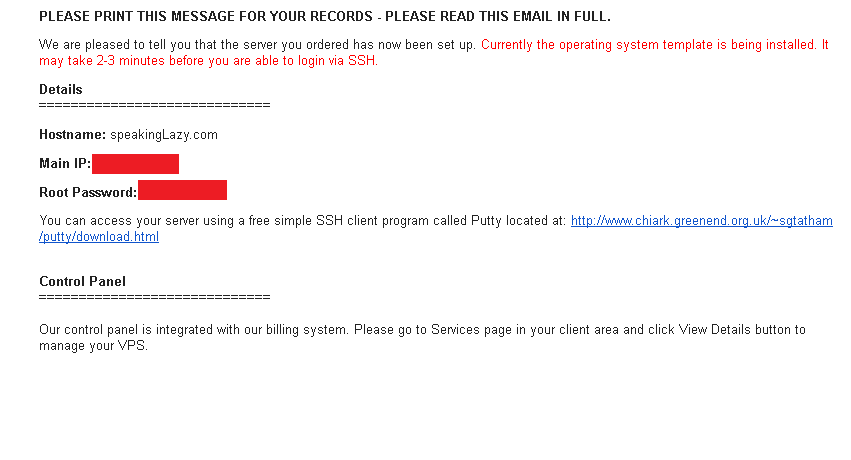 PLEASE PRINT THIS MESSAGE FOR YOUR RECORDS - PLEASE READ THIS EMAIL IN FULL.
We are pleased to tell you that the server you ordered has now been set up. Currently the operating system template is being installed. It
may take 2-3 minutes before you are able to login via SSH.
Details
=============================
Hostname: speakingLazy.com
Main IP:
Root Password:
You can access your server using a free simple SSH client program called Putty located at: http://www.chiark.greenend.org.uk/~sgtatham
/putty/download.html
Control Panel
=============================
Our control panel is integrated with our billing system. Please go to Services page in your client area and click View Details button to
manage your VPS.